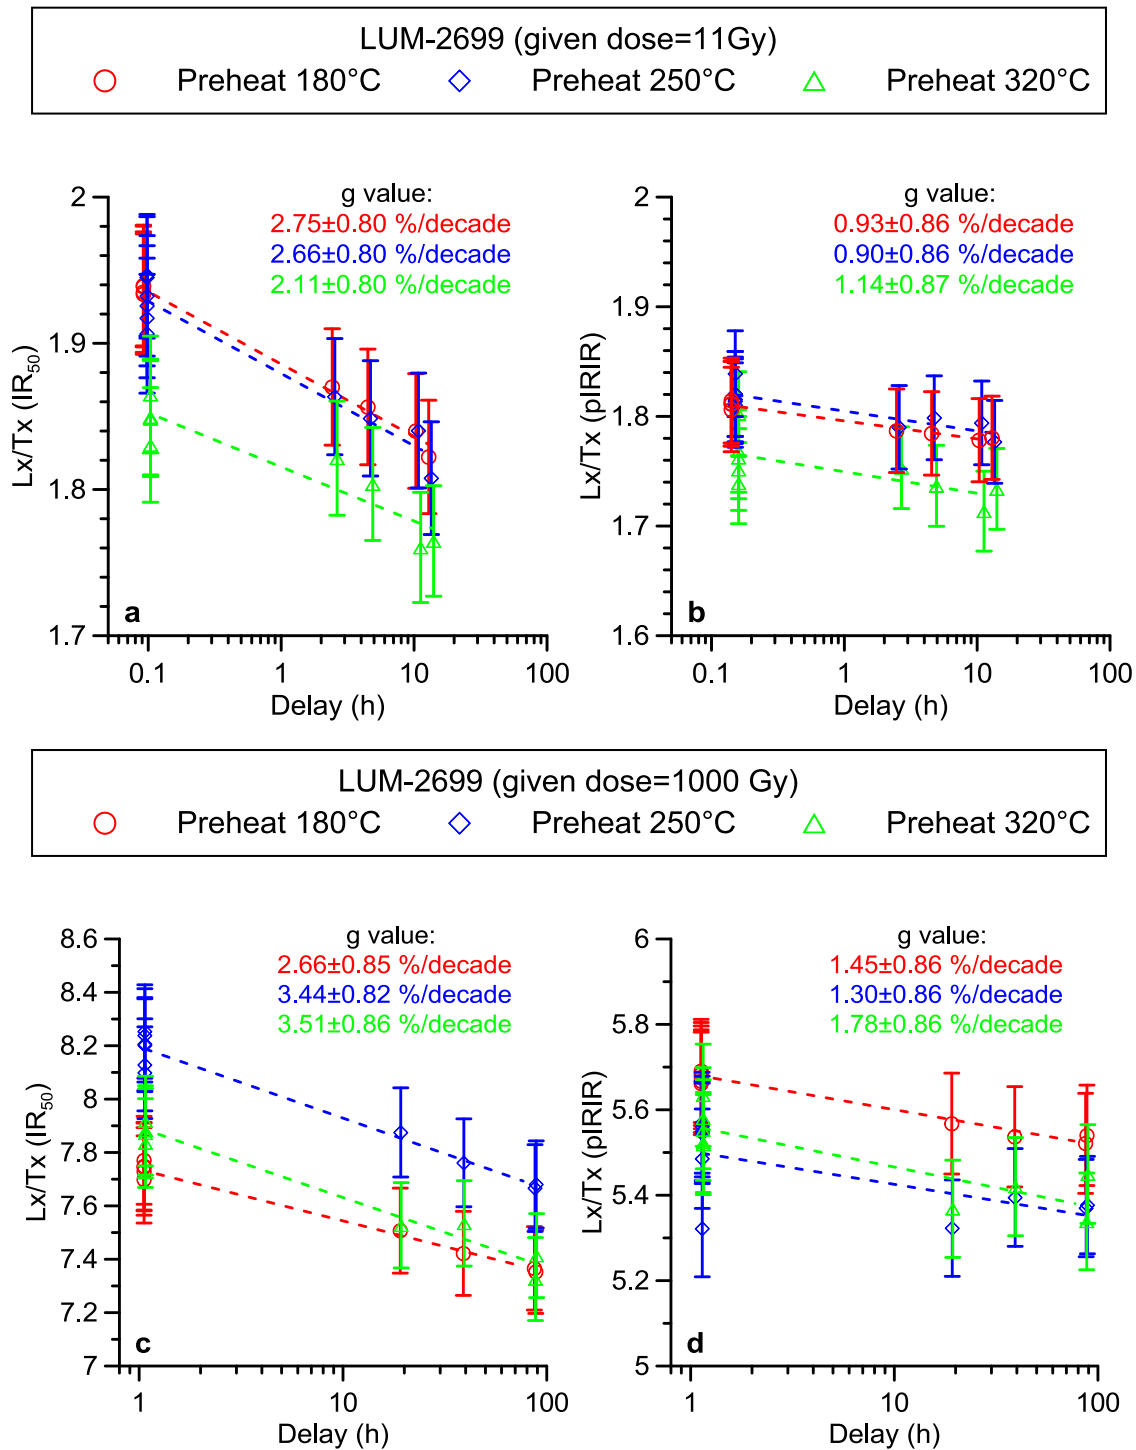 LUM-2699 (given dose=11Gy)
Preheat 180°C Preheat 250°C Preheat 320°C
g value:
2.75±0.80 %/decade
2.66±0.80 %/decade
2.11±0.80 %/decade
Lx/Tx (IR50)
2
1.9
1.8
1.7
a
0.1 1 10 100
Delay (h)
g value:
0.93±0.86 %/decade
0.90±0.86 %/decade
1.14±0.87 %/decade
Lx/Tx (pIRIR)
2
1.9
1.8
1.7
1.6
b
0.1 1 10 100
Delay (h)
LUM-2699 (given dose=1000 Gy)
Preheat 180°C Preheat 250°C Preheat 320°C
g value:
2.66±0.85 %/decade
3.44±0.82 %/decade
3.51±0.86 %/decade
Lx/Tx (IR50)
8.6
8.4
8.2
8
7.8
7.6
7.4
7.2
7
c
1 10 100
Delay (h)
g value:
1.45±0.86 %/decade
1.30±0.86 %/decade
1.78±0.86 %/decade
Lx/Tx (pIRIR)
6
5.8
5.6
5.4
5.2
5
d
1 10 100
Delay (h)